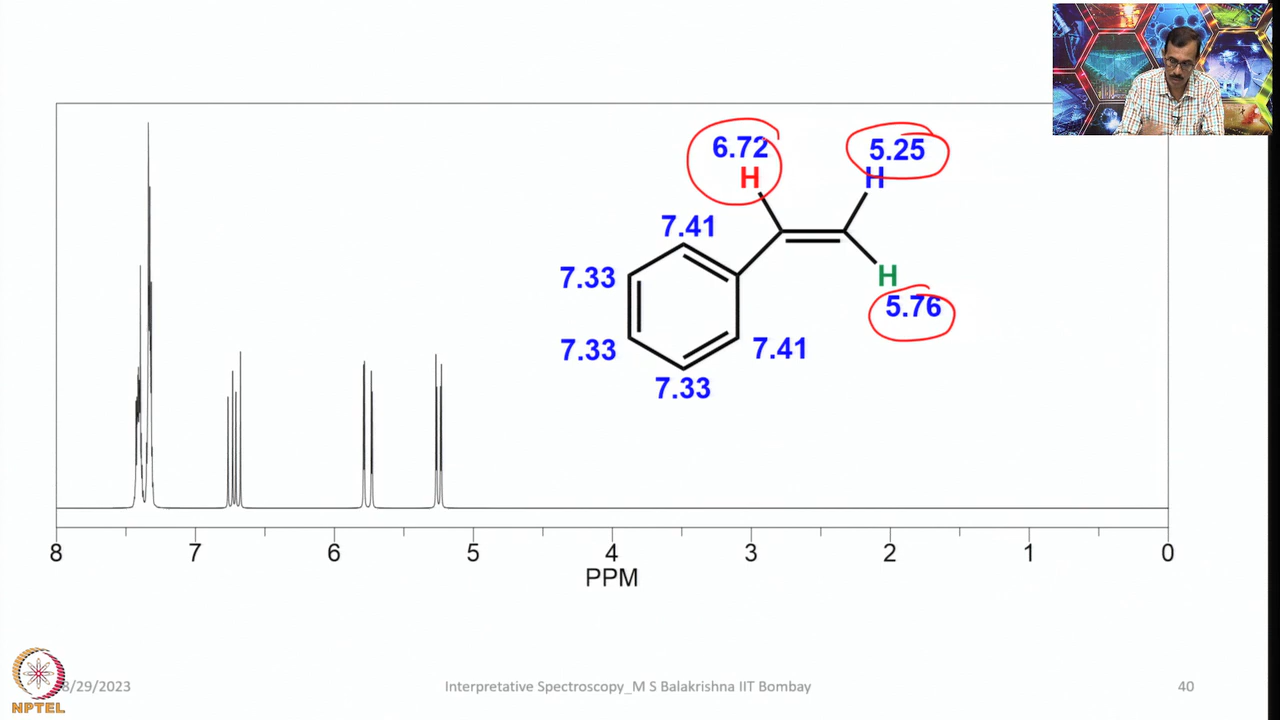 6.72
H
5.25
H
7.41
7.33
H
5.76
7.33
7.41
7.33
8 7 6 5 4 3 2 1 0
PPM
8/29/2023
Interpretative Spectroscopy_M S Balakrishna IIT Bombay
40
NPTEL